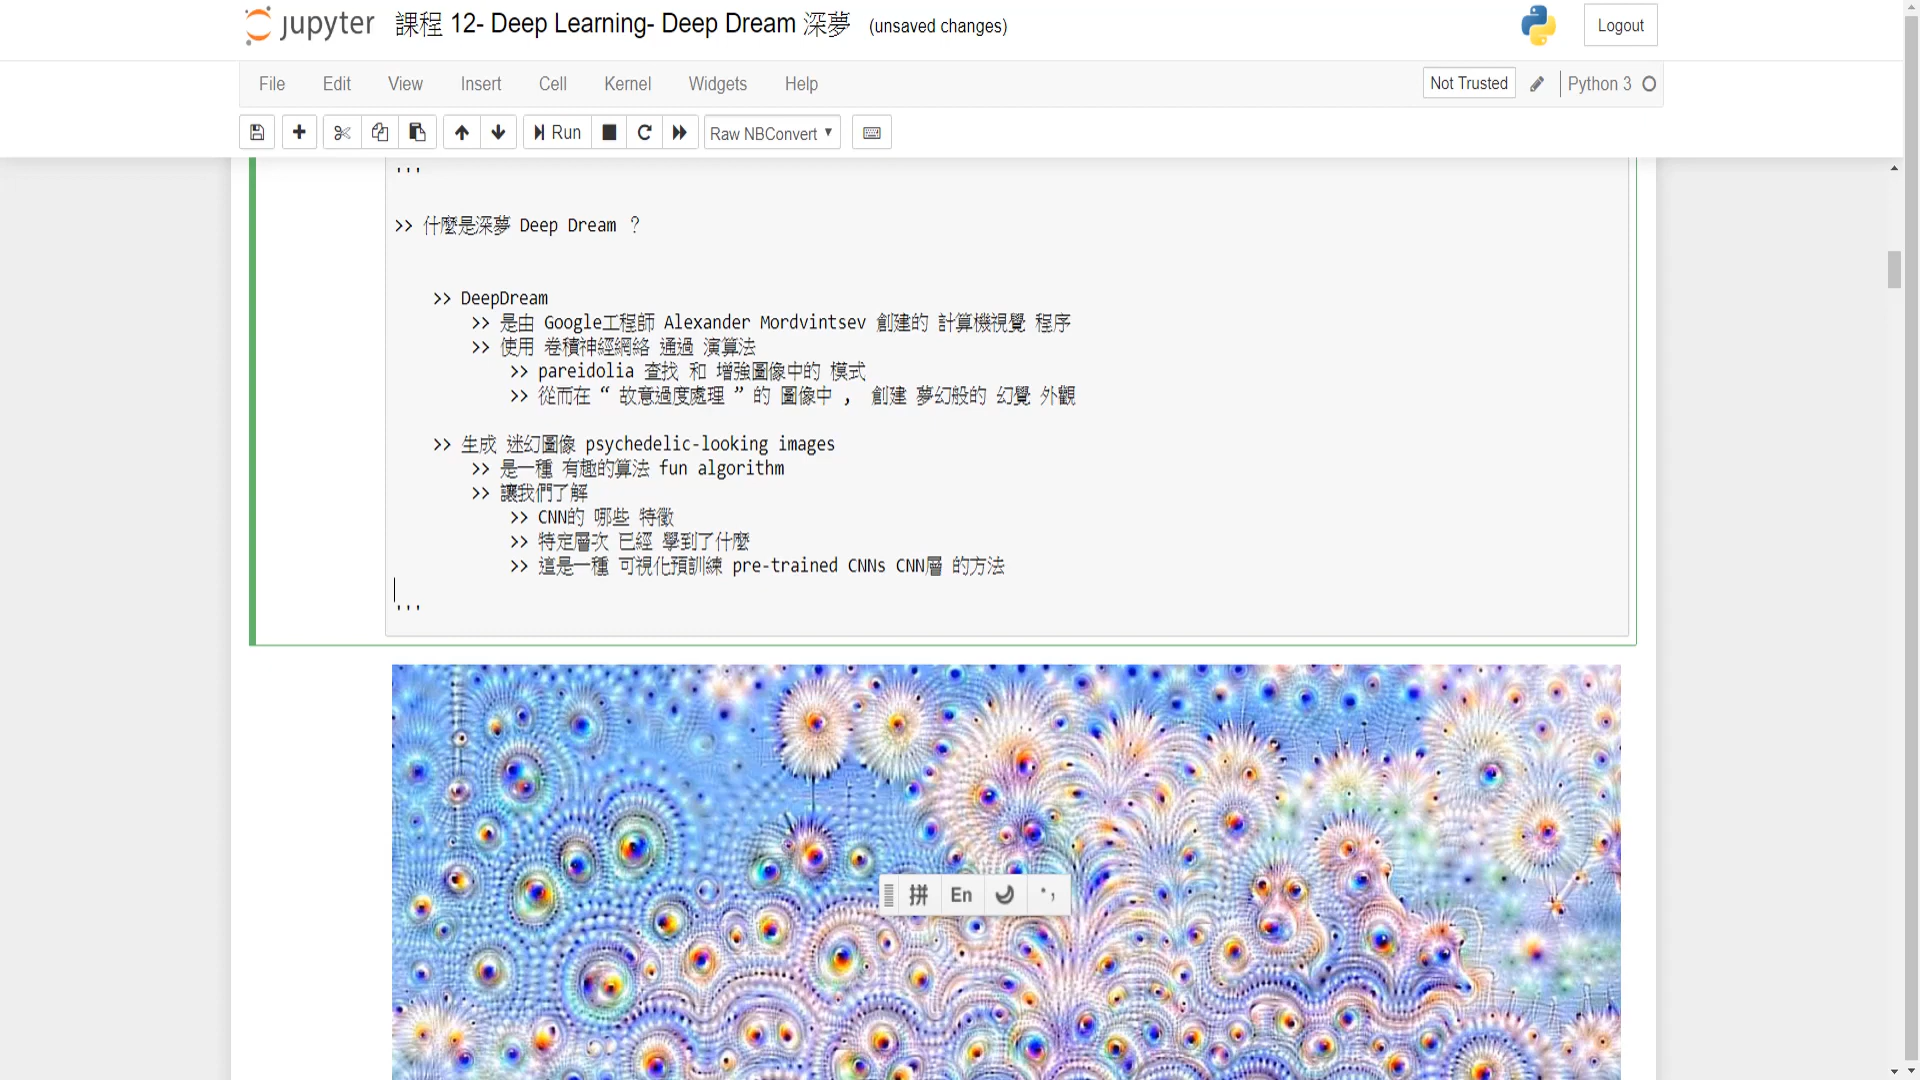 jupyter 課程 12- Deep Learning- Deep Dream 深夢 (unsaved changes) Logout
File Edit View Insert Cell Kernel Widgets Help Not Trusted Python 3
Run Raw NBConvert
'''
>> 什麼是深夢 Deep Dream ？
>> DeepDream
>> 是由 Google工程師 Alexander Mordvintsev 創建的 計算機視覺 程序
>> 使用 卷積神經網絡 通過 演算法
>> pareidolia 查找 和 增強圖像中的 模式
>> 從而在 “ 故意過度處理 ” 的 圖像中 ， 創建 夢幻般的 幻覺 外觀
>> 生成 迷幻圖像 psychedelic-looking images
>> 是一種 有趣的算法 fun algorithm
>> 讓我們了解
>> CNN的 哪些 特徵
>> 特定層次 已經 學到了什麼
>> 這是一種 可視化預訓練 pre-trained CNNs CNN層 的方法
'''
拼 En